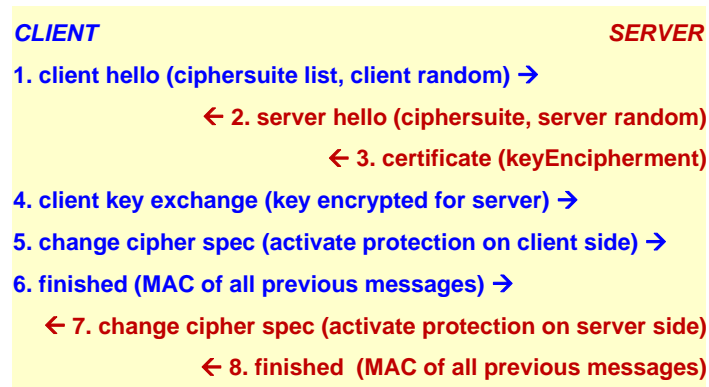 CLIENT SERVER
1. client hello (ciphersuite list, client random) →
← 2. server hello (ciphersuite, server random)
← 3. certificate (keyEncipherment)
4. client key exchange (key encrypted for server) →
5. change cipher spec (activate protection on client side) →
6. finished (MAC of all previous messages) →
← 7. change cipher spec (activate protection on server side)
← 8. finished (MAC of all previous messages)